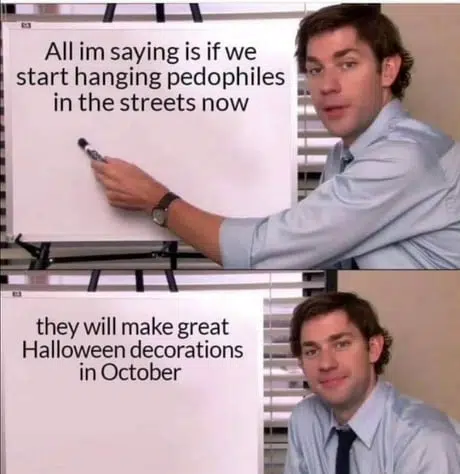 All im saying is if we
start hanging pedophiles
in the streets now
they will make great
Halloween decorations
in October